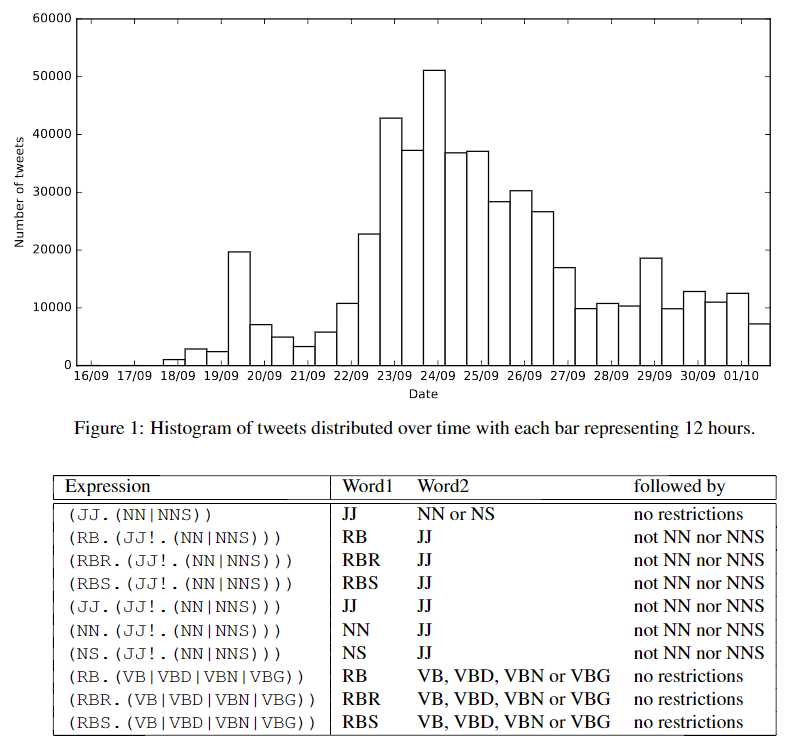 60000
50000
40000
30000
20000
10000
0
Number of tweets
16/09 17/09 18/09 19/09 20/09 21/09 22/09 23/09 24/09 25/09 26/09 27/09 28/09 29/09 30/09 01/10
Date
Figure 1: Histogram of tweets distributed over time with each bar representing 12 hours.
Expression Word1 Word2 followed by
(JJ.(NN|NNS)) JJ NN or NS no restrictions
(RB.(JJ!.(NN|NNS))) RB JJ not NN nor NNS
(RBR.(JJ!.(NN|NNS))) RBR JJ not NN nor NNS
(RBS.(JJ!.(NN|NNS))) RBS JJ not NN nor NNS
(JJ.(JJ!.(NN|NNS))) JJ JJ not NN nor NNS
(NN.(JJ!.(NN|NNS))) NN JJ not NN nor NNS
(NS.(JJ!.(NN|NNS))) NS JJ not NN nor NNS
(RB.(VB|VBD|VBN|VBG)) RB VB, VBD, VBN or VBG no restrictions
(RBR.(VB|VBD|VBN|VBG)) RBR VB, VBD, VBN or VBG no restrictions
(RBS.(VB|VBD|VBN|VBG)) RBS VB, VBD, VBN or VBG no restrictions